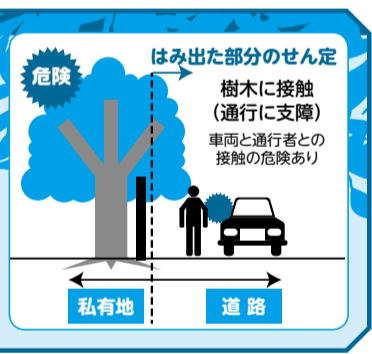 危険
はみ出た部分のせん定
樹木に接触
（通行に支障）
車両と通行者との
接触の危険あり
私有地
道路